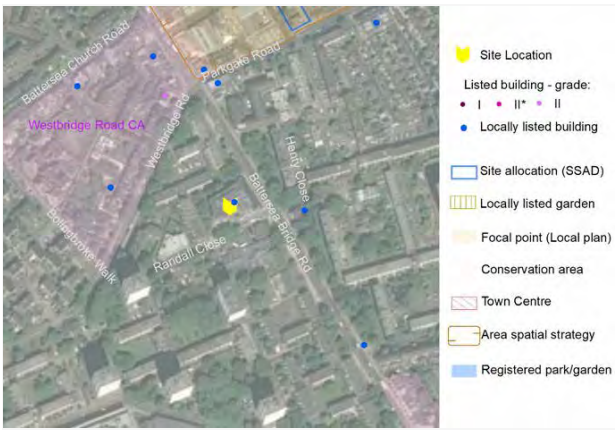 Battersea Church Road
Parkgate Road
Westbridge Road CA
Westbridge Rd
Henty Close
Battersea Bridge Rd
Randall Close
Bolingbroke Walk
Site Location
Listed building - grade:
I II* II
Locally listed building
Site allocation (SSAD)
Locally listed garden
Focal point (Local plan)
Conservation area
Town Centre
Area spatial strategy
Registered park/garden